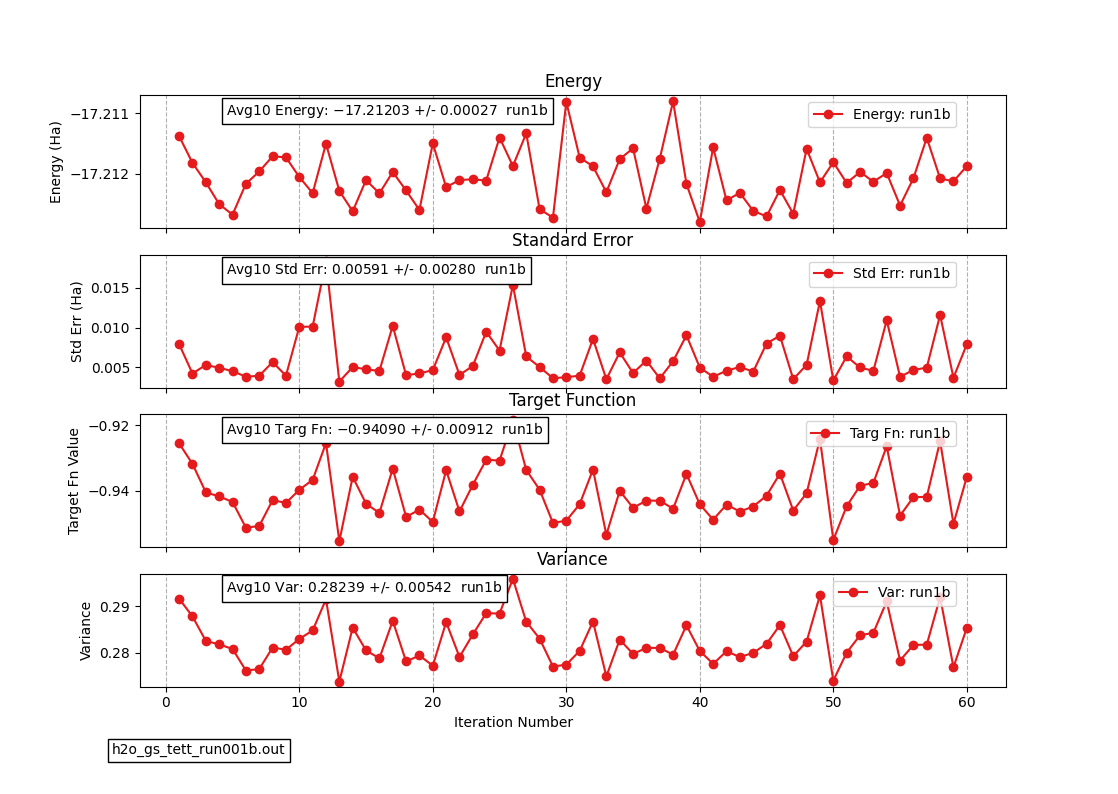 Energy
Energy (Ha)
−17.211
−17.212
Avg10 Energy: −17.21203 +/- 0.00027 run1b
Energy: run1b
Standard Error
Std Err (Ha)
0.015
0.010
0.005
Avg10 Std Err: 0.00591 +/- 0.00280 run1b
Std Err: run1b
Target Function
Target Fn Value
−0.92
−0.94
Avg10 Targ Fn: −0.94090 +/- 0.00912 run1b
Targ Fn: run1b
Variance
Variance
0.29
0.28
Avg10 Var: 0.28239 +/- 0.00542 run1b
Var: run1b
0 10 20 30 40 50 60
Iteration Number
h2o_gs_tett_run001b.out